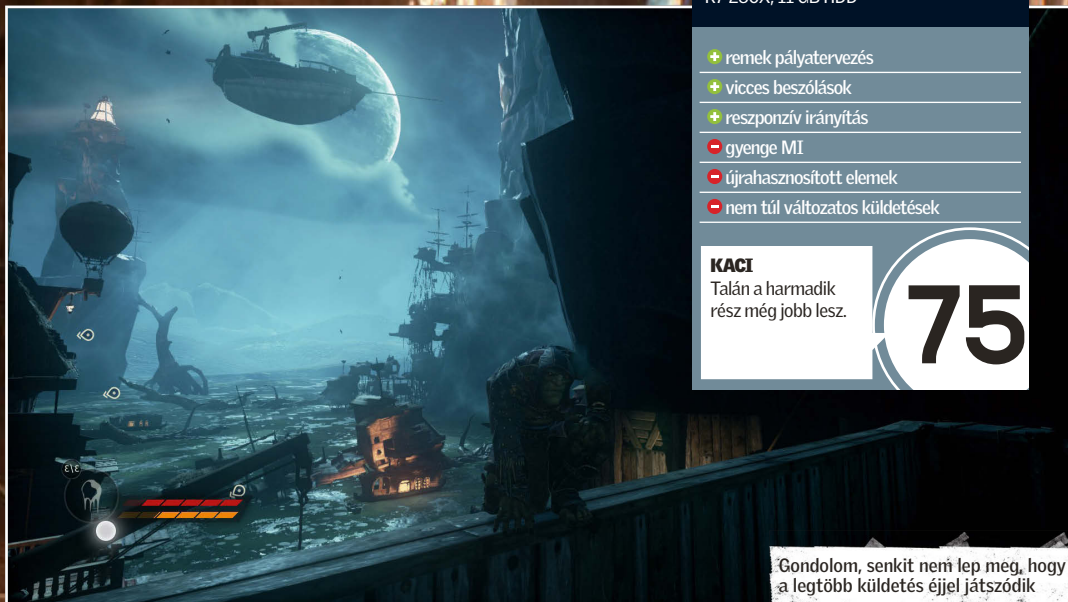 remek pályatervezés
vicces beszólások
reszponzív irányítás
gyenge MI
újrahasznosított elemek
nem túl változatos küldetések
KACI
Talán a harmadik
rész még jobb lesz.
75
Gondolom, senkit nem lep meg, hogy
a legtöbb küldetés éjjel játszódik